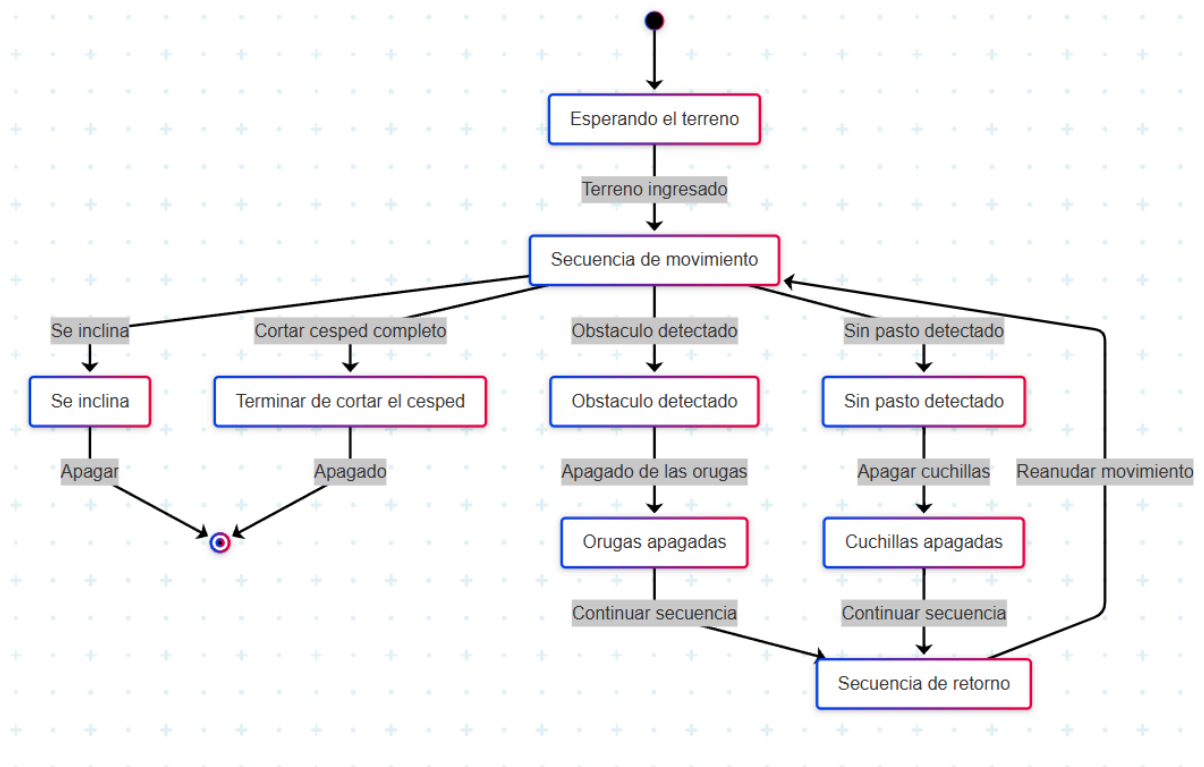 Esperando el terreno
Terreno ingresado
Secuencia de movimiento
Se inclina
Cortar cesped completo
Obstaculo detectado
Sin pasto detectado
Se inclina
Terminar de cortar el cesped
Obstaculo detectado
Sin pasto detectado
Apagar
Apagado
Apagado de las orugas
Apagar cuchillas
Reanudar movimiento
Orugas apagadas
Cuchillas apagadas
Continuar secuencia
Continuar secuencia
Secuencia de retorno